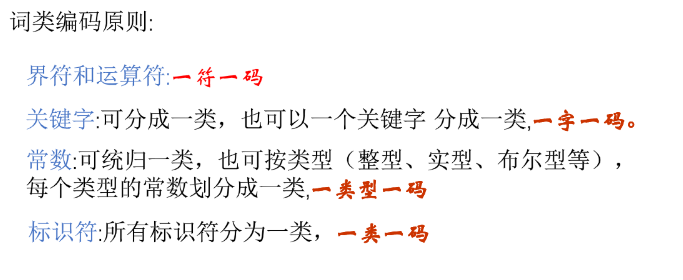 词类编码原则:
界符和运算符:一符一码
关键字:可分成一类，也可以一个关键字 分成一类,一字一码。
常数:可统归一类，也可按类型（整型、实型、布尔型等），
每个类型的常数划分成一类,一类型一码
标识符:所有标识符分为一类，一类一码